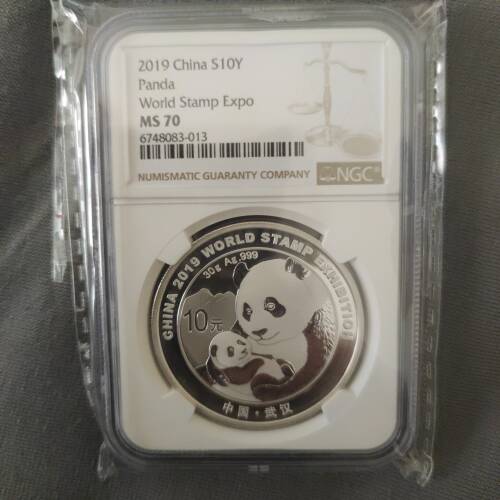 2019 China S10Y
Panda
World Stamp Expo
MS 70
6748083-013
NUMISMATIC GUARANTY COMPANY
NGC®
CHINA 2019 WORLD STAMP EXHIBITION
30g Ag.999
10元
中国·武汉